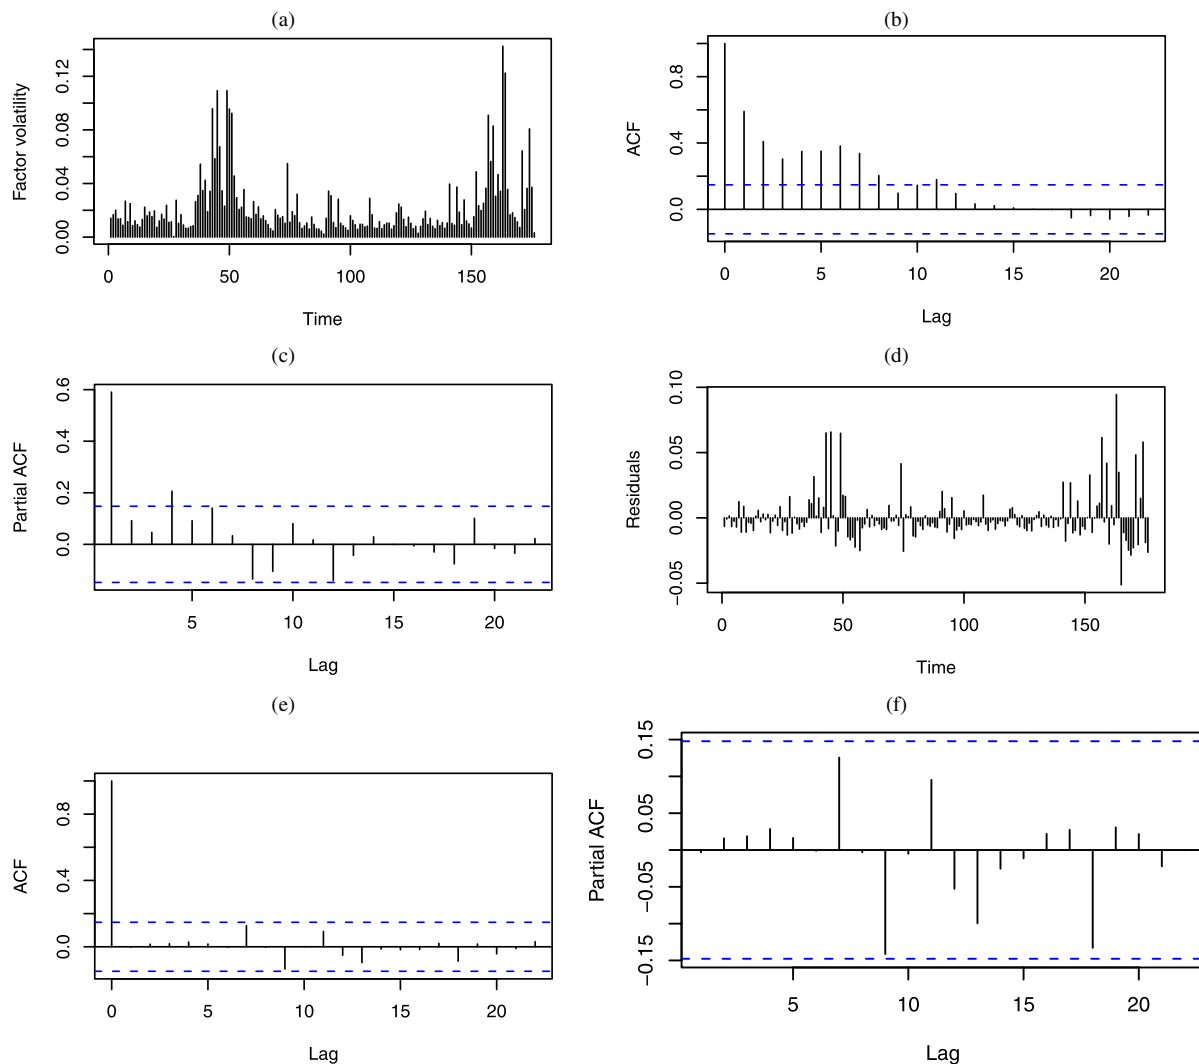 (a)
Factor volatility
0.00 0.04 0.08 0.12
0 50 100 150
Time
(b)
ACF
0.0 0.4 0.8
0 5 10 15 20
Lag
(c)
Partial ACF
0.0 0.2 0.4 0.6
5 10 15 20
Lag
(d)
Residuals
−0.05 0.00 0.05 0.10
0 50 100 150
Time
(e)
ACF
0.0 0.4 0.8
0 5 10 15 20
Lag
(f)
Partial ACF
−0.15 −0.05 0.05 0.15
5 10 15 20
Lag